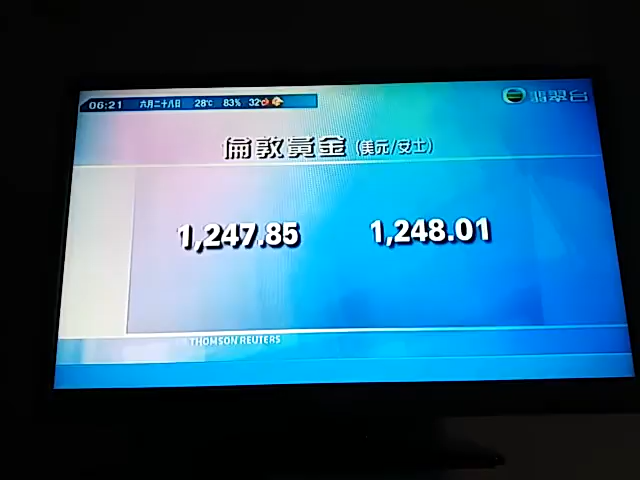 06:21 六月二十八日 28℃ 83% 32
翡翠台
倫敦黃金 (美元/安士)
1,247.85 1,248.01
THOMSON REUTERS